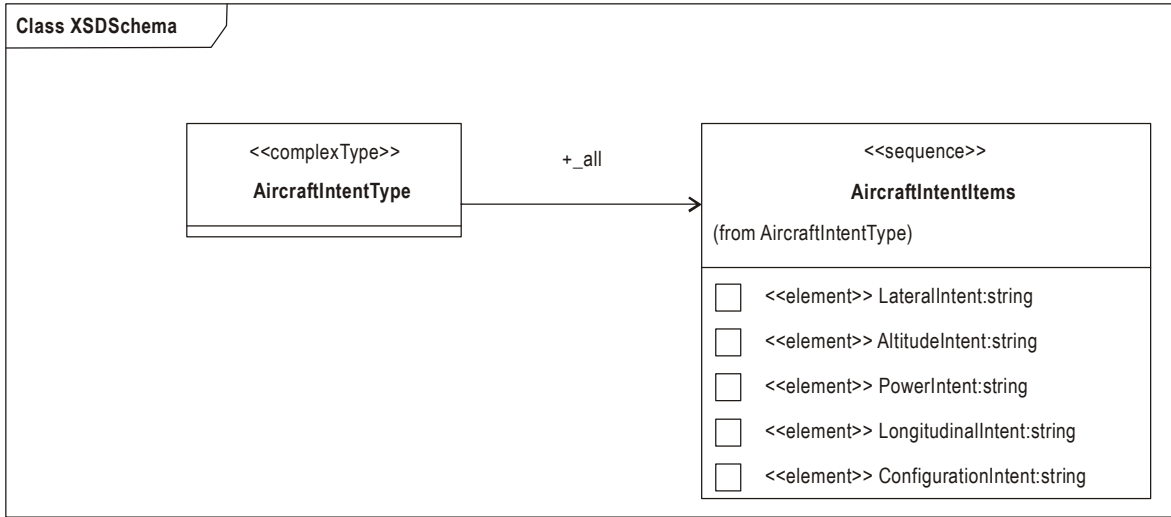 Class XSDSchema
<<complexType>>
AircraftIntentType
+_all
<<sequence>>
AircraftIntentItems
(from AircraftIntentType)
<<element>> LateralIntent:string
<<element>> AltitudeIntent:string
<<element>> PowerIntent:string
<<element>> LongitudinalIntent:string
<<element>> ConfigurationIntent:string